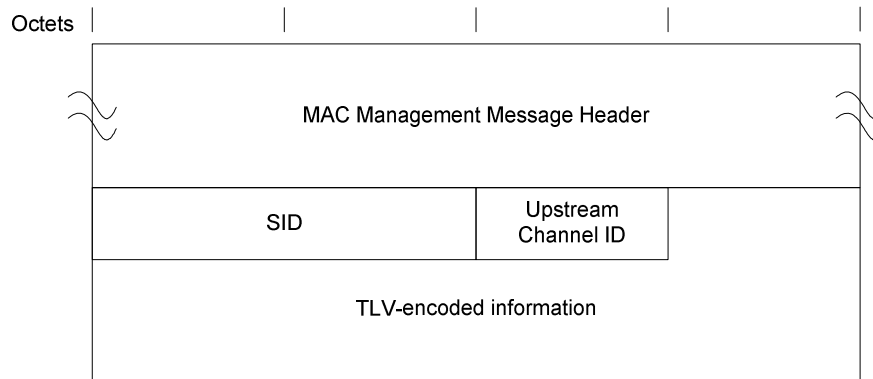 Octets
MAC Management Message Header
SID
Upstream
Channel ID
TLV-encoded information